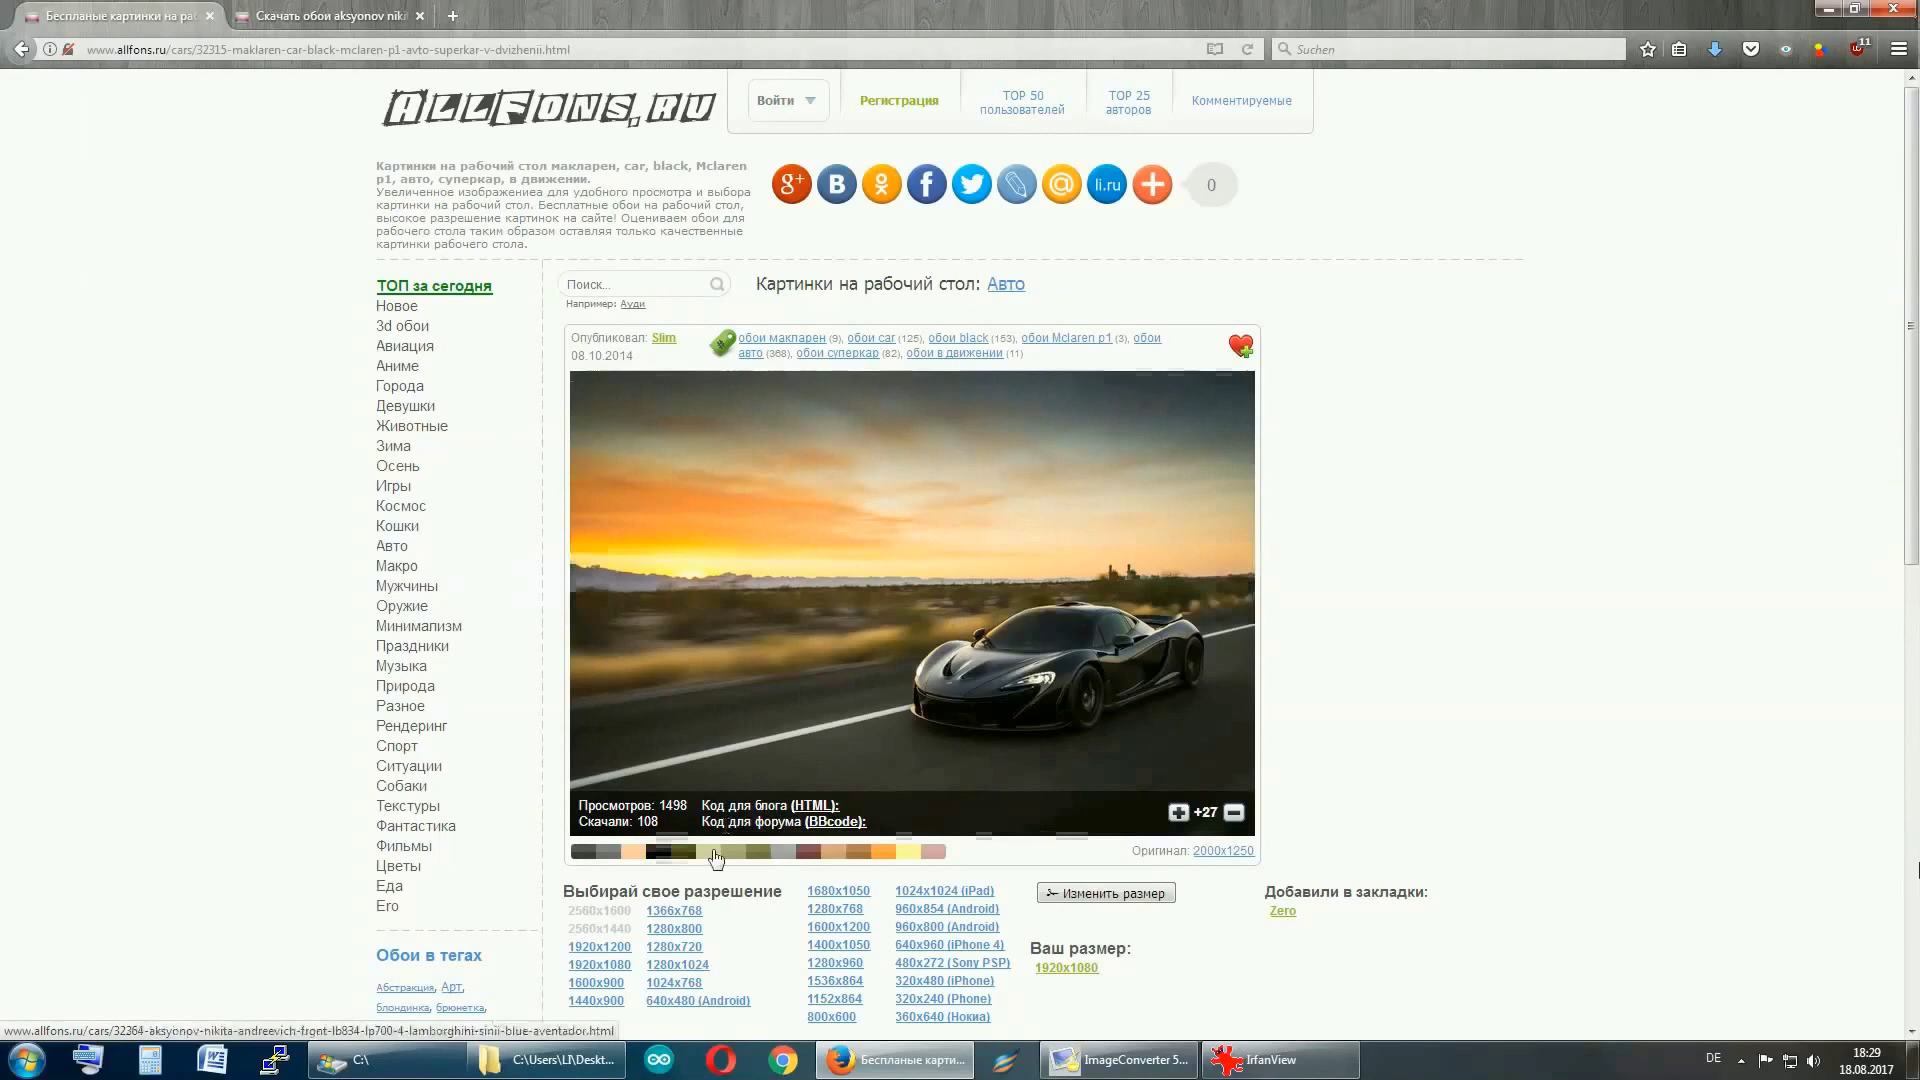 Беспланые картинки на ра
Скачать обои aksyonov niki
www.allfons.ru/cars/32315-maklaren-car-black-mclaren-p1-avto-superkar-v-dvizhenii.html
Suchen
11
AllFons.ru
Войти
Регистрация
TOP 50
пользователей
TOP 25
авторов
Комментируемые
Картинки на рабочий стол макларен, car, black, Mclaren
p1, авто, суперкар, в движении.
Увеличенное изображениеа для удобного просмотра и выбора
картинки на рабочий стол. Бесплатные обои на рабочий стол,
высокое разрешение картинок на сайте! Оцениваем обои для
рабочего стола таким образом оставляя только качественные
картинки рабочего стола.
g+
B
f
@
li.ru
0
ТОП за сегодня
Новое
3d обои
Авиация
Аниме
Города
Девушки
Животные
Зима
Осень
Игры
Космос
Кошки
Авто
Макро
Мужчины
Оружие
Минимализм
Праздники
Музыка
Природа
Разное
Рендеринг
Спорт
Ситуации
Собаки
Текстуры
Фантастика
Фильмы
Цветы
Еда
Ero
Обои в тегах
Абстракция, Арт,
блондинка, брюнетка,
Поиск...
Например: Ауди
Картинки на рабочий стол: Авто
Опубликовал: Slim
08.10.2014
обои макларен (9), обои car (125), обои black (153), обои Mclaren p1 (3), обои
авто (368), обои суперкар (82), обои в движении (11)
Просмотров: 1498
Скачали: 108
Код для блога (HTML):
Код для форума (BBcode):
+27
Оригинал: 2000x1250
Выбирай свое разрешение
2560x1600
2560x1440
1920x1200
1920x1080
1600x900
1440x900
1366x768
1280x800
1280x720
1280x1024
1024x768
640x480 (Android)
1680x1050
1280x768
1600x1200
1400x1050
1280x960
1536x864
1152x864
800x600
1024x1024 (iPad)
960x854 (Android)
960x800 (Android)
640x960 (iPhone 4)
480x272 (Sony PSP)
320x480 (iPhone)
320x240 (Phone)
360x640 (Нокиа)
Изменить размер
Ваш размер:
1920x1080
Добавили в закладки:
Zero
www.allfons.ru/cars/32364-aksyonov-nikita-andreevich-front-lb834-lp700-4-lamborghini-sinii-blue-aventador.html
C:\
C:\Users\LI\Deskt...
Беспланые карти...
ImageConverter 5...
IrfanView
DE
18:29
18.08.2017